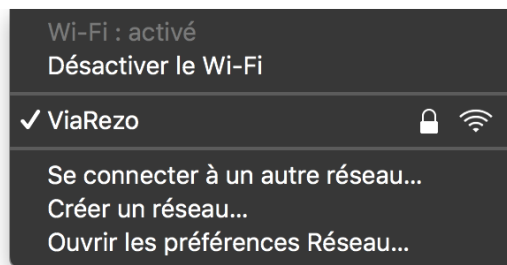 Wi-Fi : activé
Désactiver le Wi-Fi
ViaRezo
Se connecter à un autre réseau...
Créer un réseau...
Ouvrir les préférences Réseau...